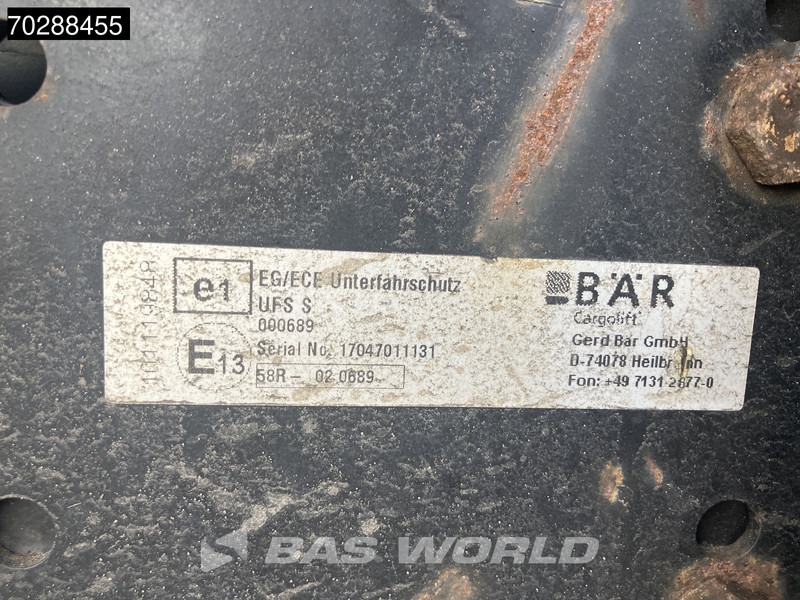 70288455
101119848
e1
EG/ECE Unterfahrschutz
UFS S
000689
E13
Serial No. 17047011131
58R- 02 0689
BÄR
Cargolift
Gerd Bär GmbH
D-74078
Fon: +49 7131 2877-0
BAS WORLD